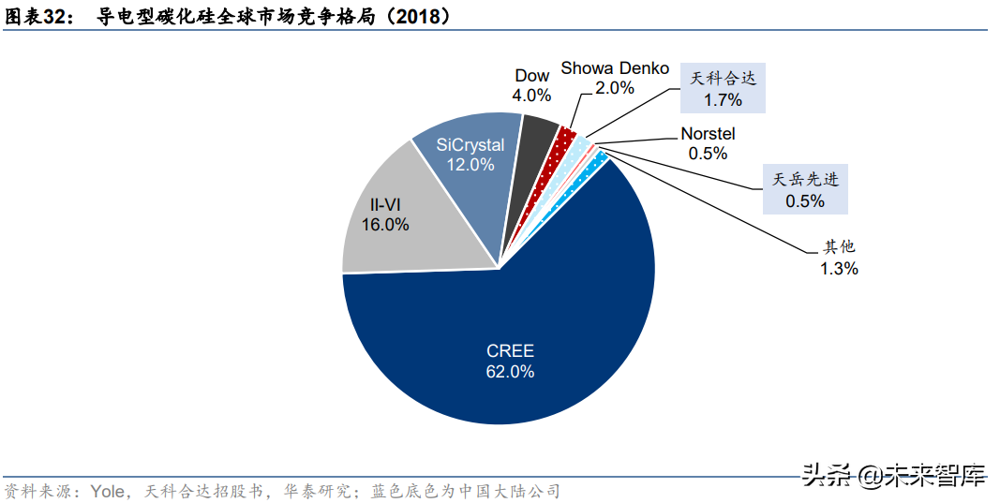 图表32： 导电型碳化硅全球市场竞争格局（2018）
Dow
4.0%
Showa Denko
2.0%
天科合达
1.7%
Norstel
0.5%
天岳先进
0.5%
其他
1.3%
SiCrystal
12.0%
II-VI
16.0%
CREE
62.0%
资料来源：Yole，天科合达招股书，华泰研究；蓝色底色为中国大陆公司
头条@未来智库